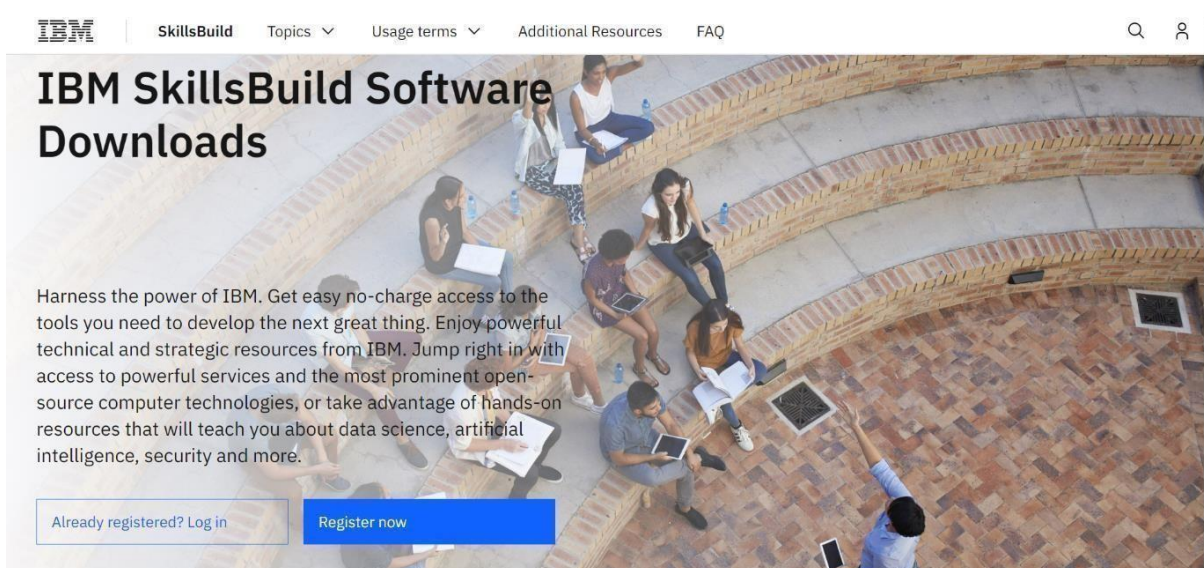 IBM SkillsBuild Topics Usage terms Additional Resources FAQ
IBM SkillsBuild Software
Downloads
Harness the power of IBM. Get easy no-charge access to the
tools you need to develop the next great thing. Enjoy powerful
technical and strategic resources from IBM. Jump right in with
access to powerful services and the most prominent open-
source computer technologies, or take advantage of hands-on
resources that will teach you about data science, artificial
intelligence, security and more.
Already registered? Log in Register now